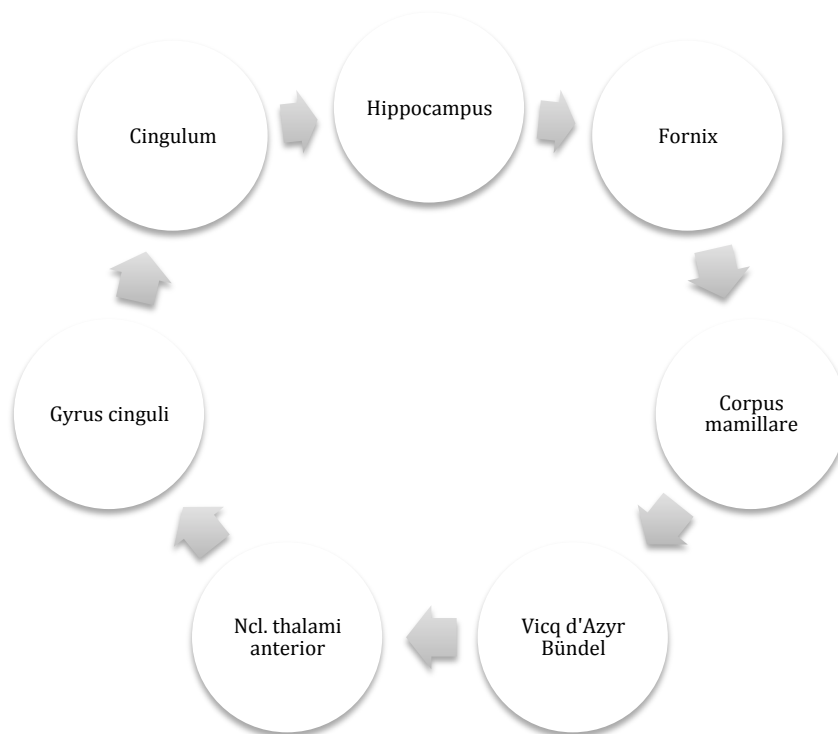 Hippocampus
Fornix
Corpus
mamillare
Vicq d'Azyr
Bündel
Ncl. thalami
anterior
Gyrus cinguli
Cingulum